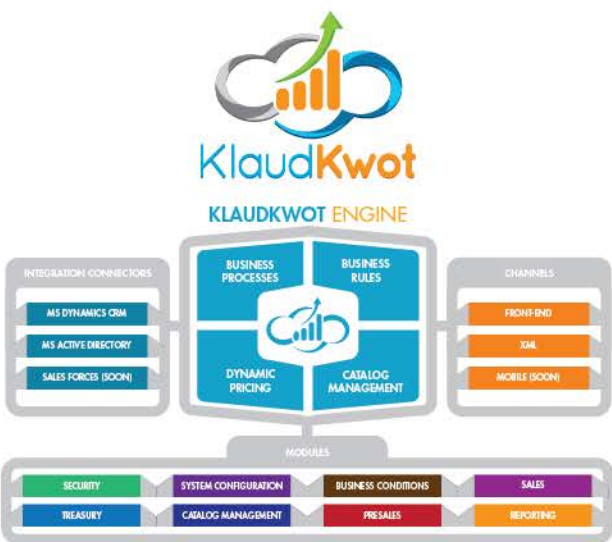 KlaudKwot
KLAUDKWOT ENGINE
INTEGRATION CONNECTORS
MS DYNAMICS CRM
MS ACTIVE DIRECTORY
SALES FORCES (SOON)
BUSINESS
PROCESSES
BUSINESS
RULES
DYNAMIC
PRICING
CATALOG
MANAGEMENT
CHANNELS
FRONT-END
XML
MOBILE (SOON)
MODULES
SECURITY
SYSTEM CONFIGURATION
BUSINESS CONDITIONS
SALES
TREASURY
CATALOG MANAGEMENT
PRESALES
REPORTING